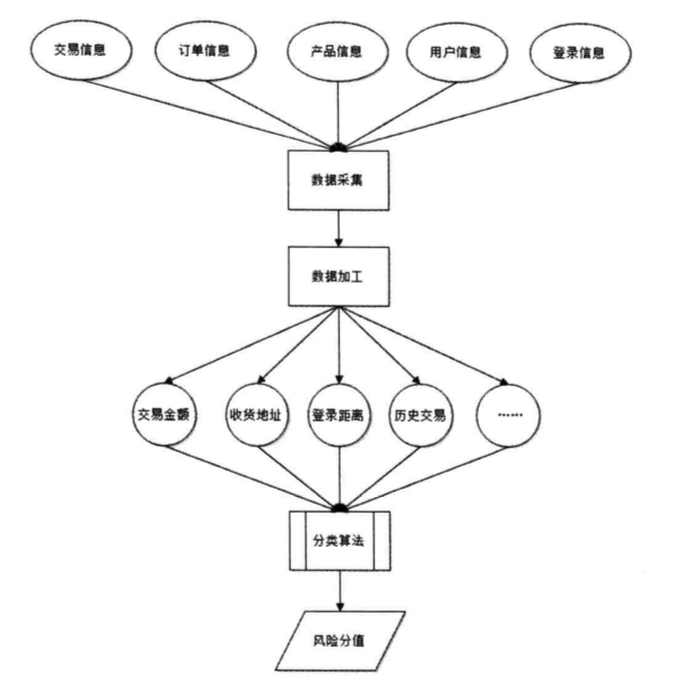 交易信息
订单信息
产品信息
用户信息
登录信息
数据采集
数据加工
交易金额
收货地址
登录距离
历史交易
……
分类算法
风险分值